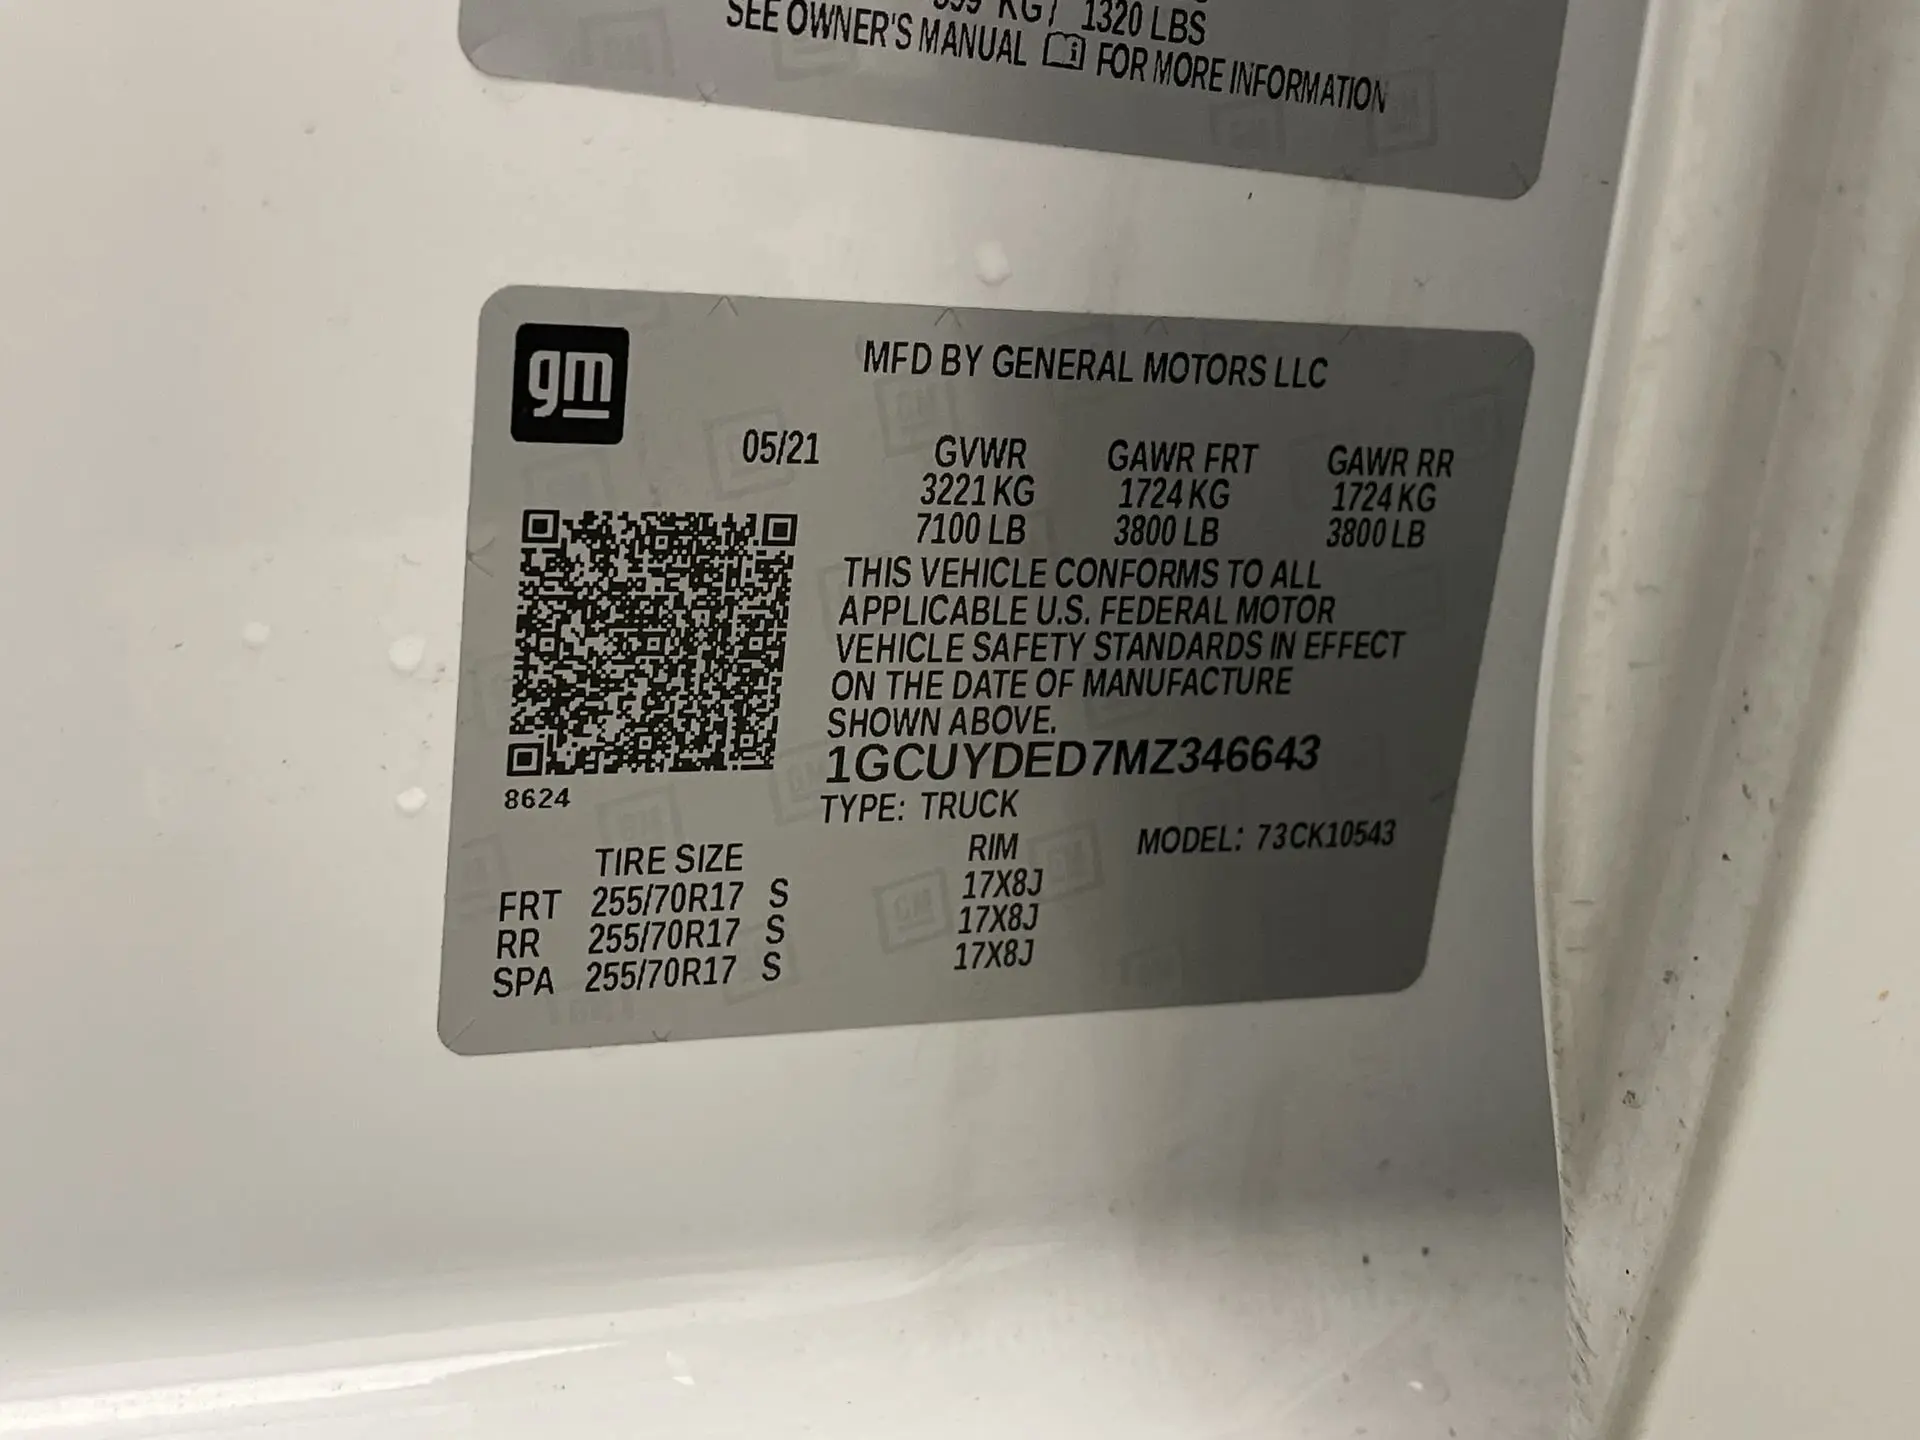 KG / 1320 LBS
SEE OWNER'S MANUAL FOR MORE INFORMATION
gm
MFD BY GENERAL MOTORS LLC
05/21 GVWR GAWR FRT GAWR RR
3221 KG 1724 KG 1724 KG
7100 LB 3800 LB 3800 LB
THIS VEHICLE CONFORMS TO ALL
APPLICABLE U.S. FEDERAL MOTOR
VEHICLE SAFETY STANDARDS IN EFFECT
ON THE DATE OF MANUFACTURE
SHOWN ABOVE.
1GCUYDED7MZ346643
8624
TYPE: TRUCK
MODEL: 73CK10543
TIRE SIZE RIM
FRT 255/70R17 S 17X8J
RR 255/70R17 S 17X8J
SPA 255/70R17 S 17X8J